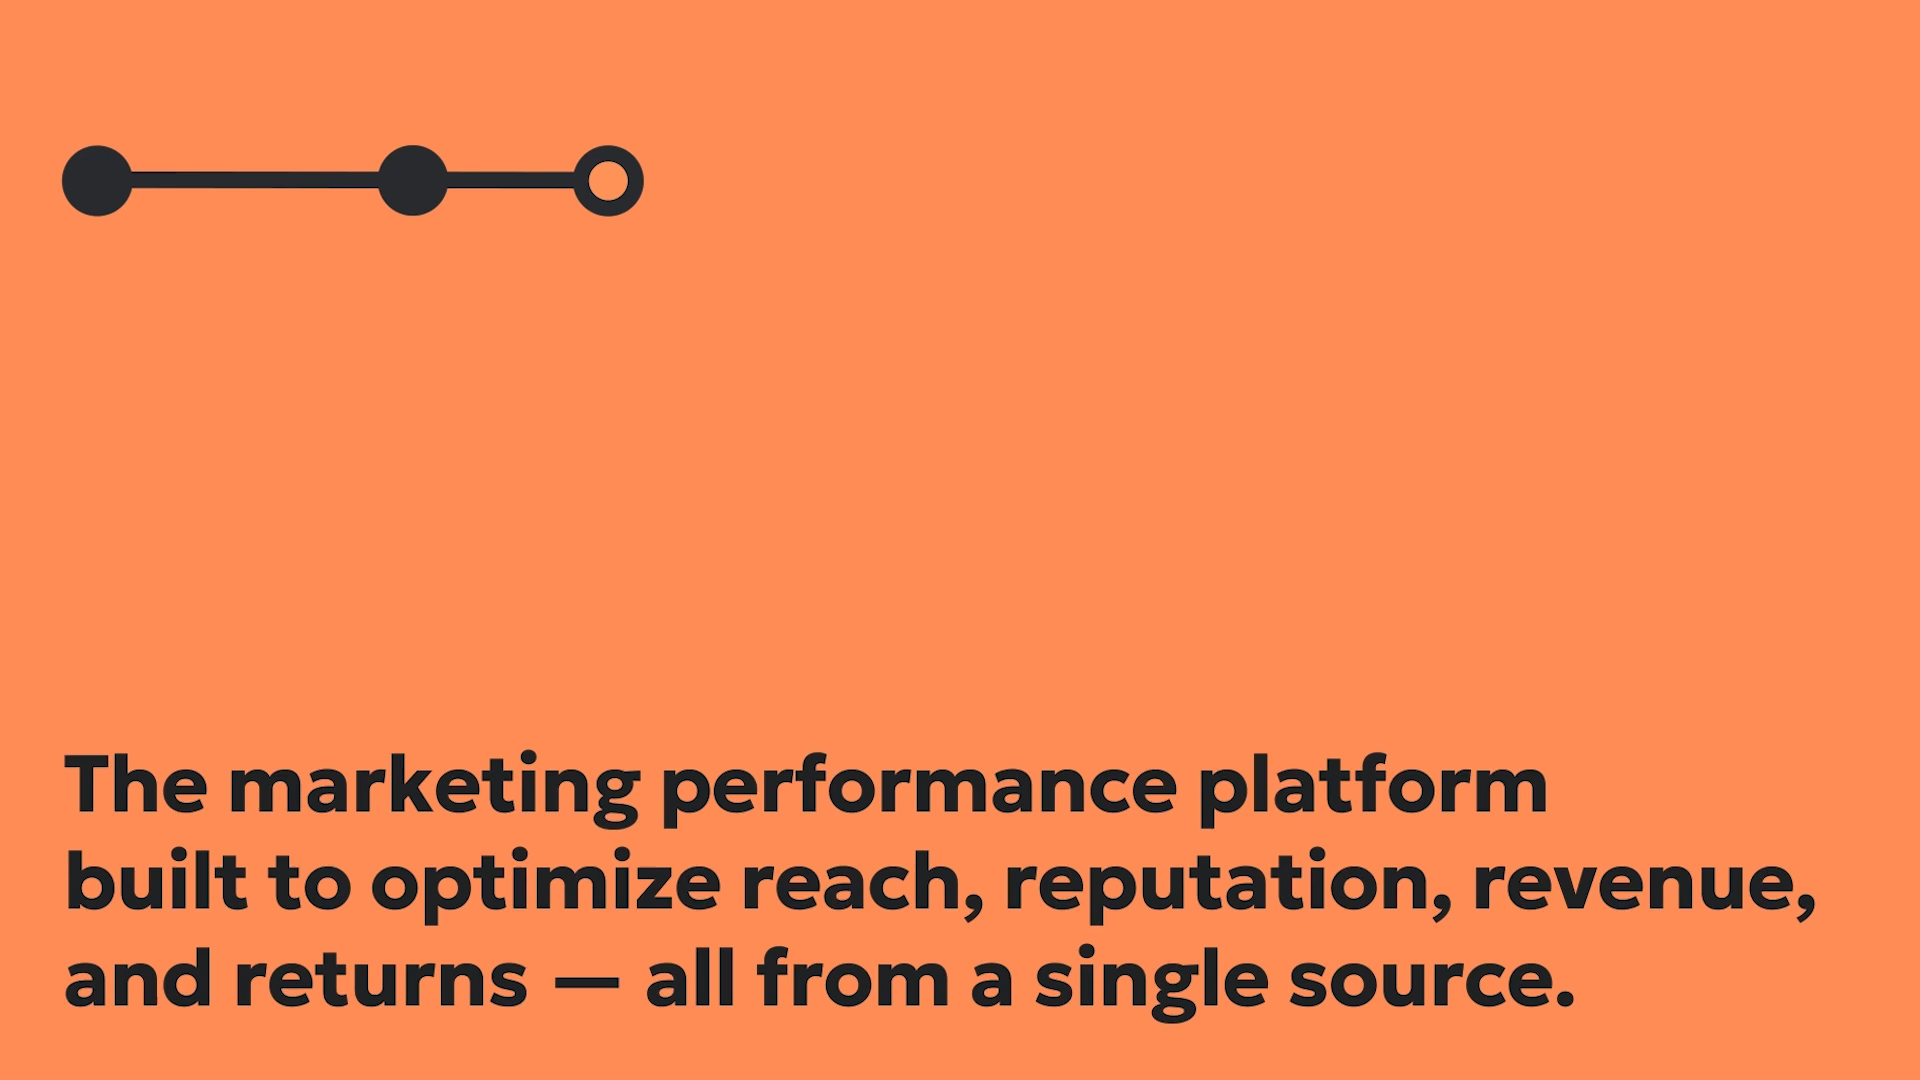 The marketing performance platform
built to optimize reach, reputation, revenue,
and returns — all from a single source.